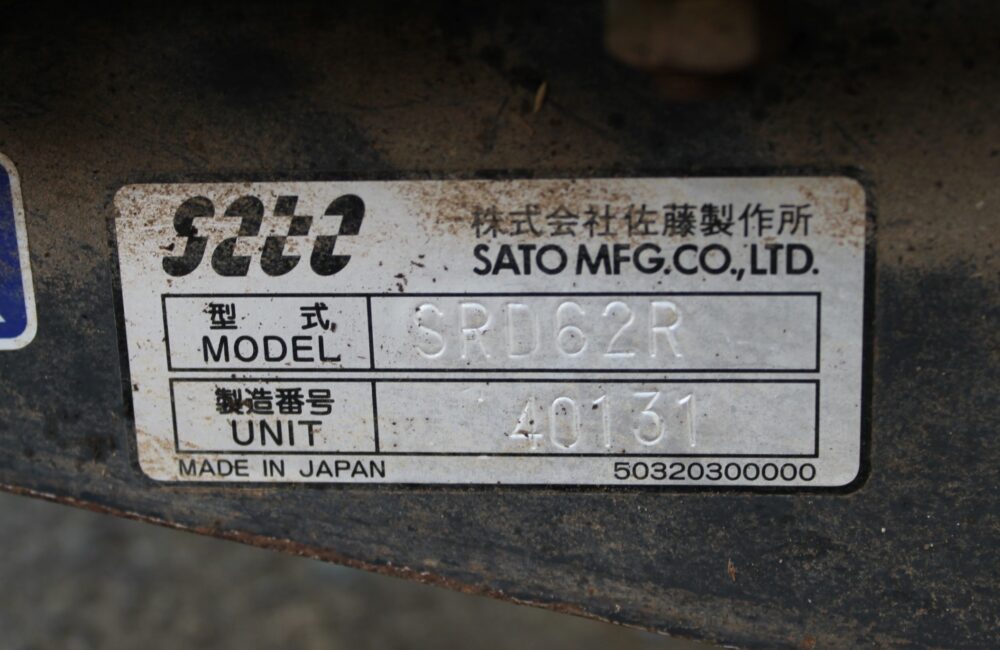 sato
株式会社佐藤製作所
SATO MFG.CO.,LTD.
型式
MODEL
SRD62R
製造番号
UNIT
40131
MADE IN JAPAN
50320300000